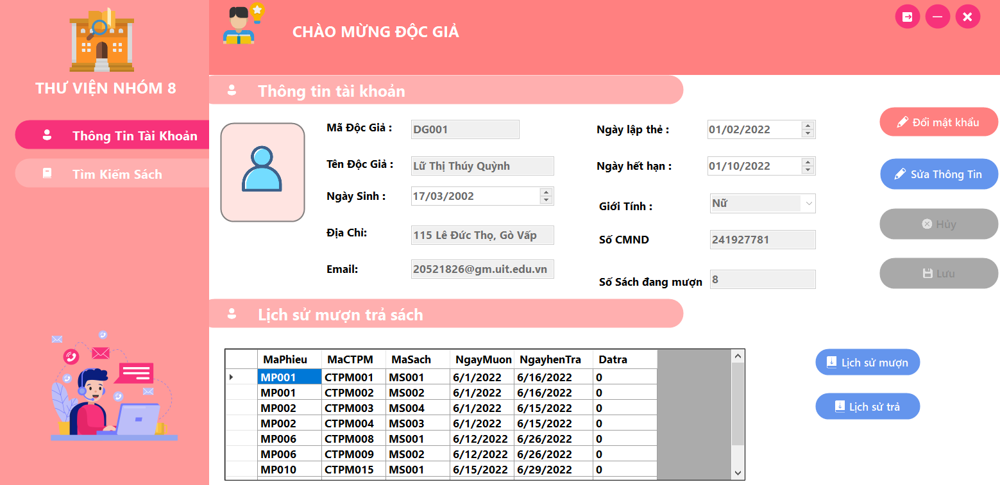 THƯ VIỆN NHÓM 8
Thông Tin Tài Khoản
Tìm Kiếm Sách
CHÀO MỪNG ĐỘC GIẢ
Thông tin tài khoản
Mã Độc Giả : DG001
Tên Độc Giả : Lữ Thị Thúy Quỳnh
Ngày Sinh : 17/03/2002
Địa Chỉ: 115 Lê Đức Thọ, Gò Vấp
Email: 20521826@gm.uit.edu.vn
Ngày lập thẻ : 01/02/2022
Ngày hết hạn : 01/10/2022
Giới Tính : Nữ
Số CMND 241927781
Số Sách đang mượn 8
Đổi mật khẩu
Sửa Thông Tin
Hủy
Lưu
Lịch sử mượn trả sách
MaPhieu MaCTPM MaSach NgayMuon NgayhenTra Datra
MP001 CTPM001 MS001 6/1/2022 6/16/2022 0
MP001 CTPM002 MS002 6/1/2022 6/16/2022 0
MP002 CTPM003 MS004 6/1/2022 6/15/2022 0
MP002 CTPM004 MS003 6/1/2022 6/15/2022 0
MP006 CTPM008 MS001 6/12/2022 6/26/2022 0
MP006 CTPM009 MS002 6/12/2022 6/26/2022 0
MP010 CTPM015 MS001 6/15/2022 6/29/2022 0
Lịch sử mượn
Lịch sử trả